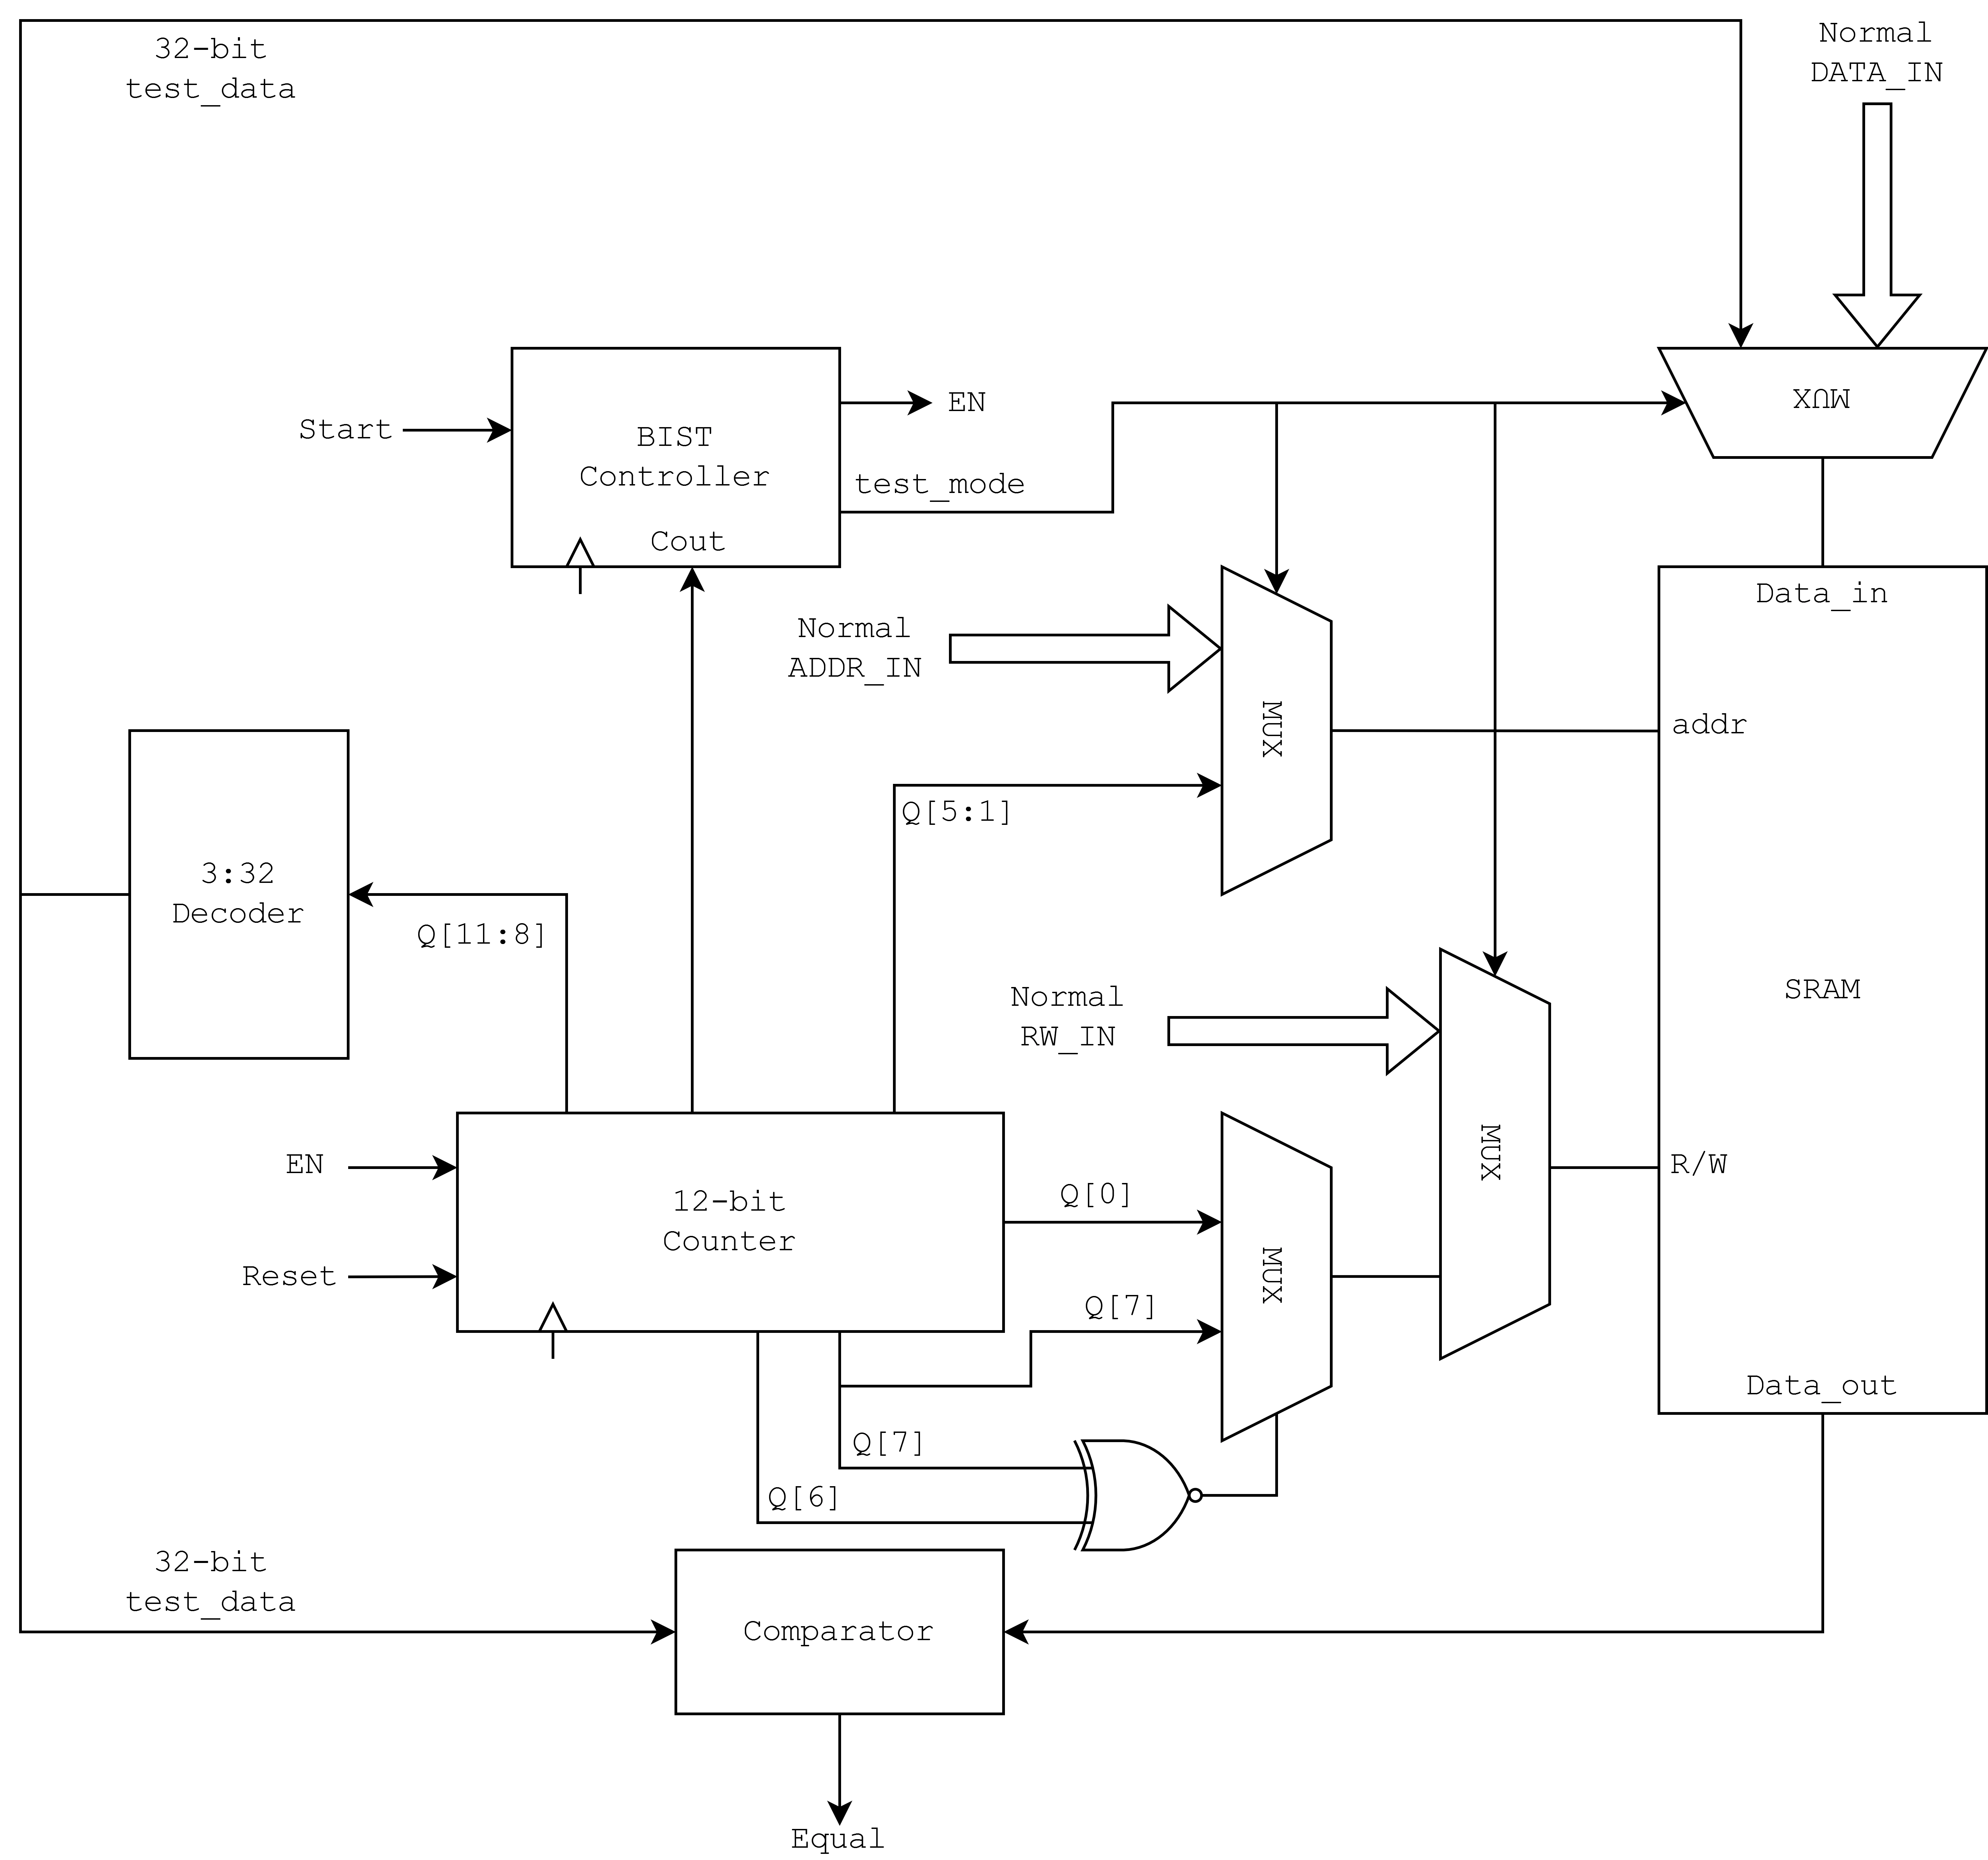 32-bit
test_data
Normal
DATA_IN
MUX
Start
BIST
Controller
Cout
EN
test_mode
Data_in
Normal
ADDR_IN
MUX
addr
Q[5:1]
3:32
Decoder
Q[11:8]
Normal
RW_IN
SRAM
MUX
R/W
EN
Reset
12-bit
Counter
Q[0]
MUX
Q[7]
Data_out
Q[7]
Q[6]
32-bit
test_data
Comparator
Equal